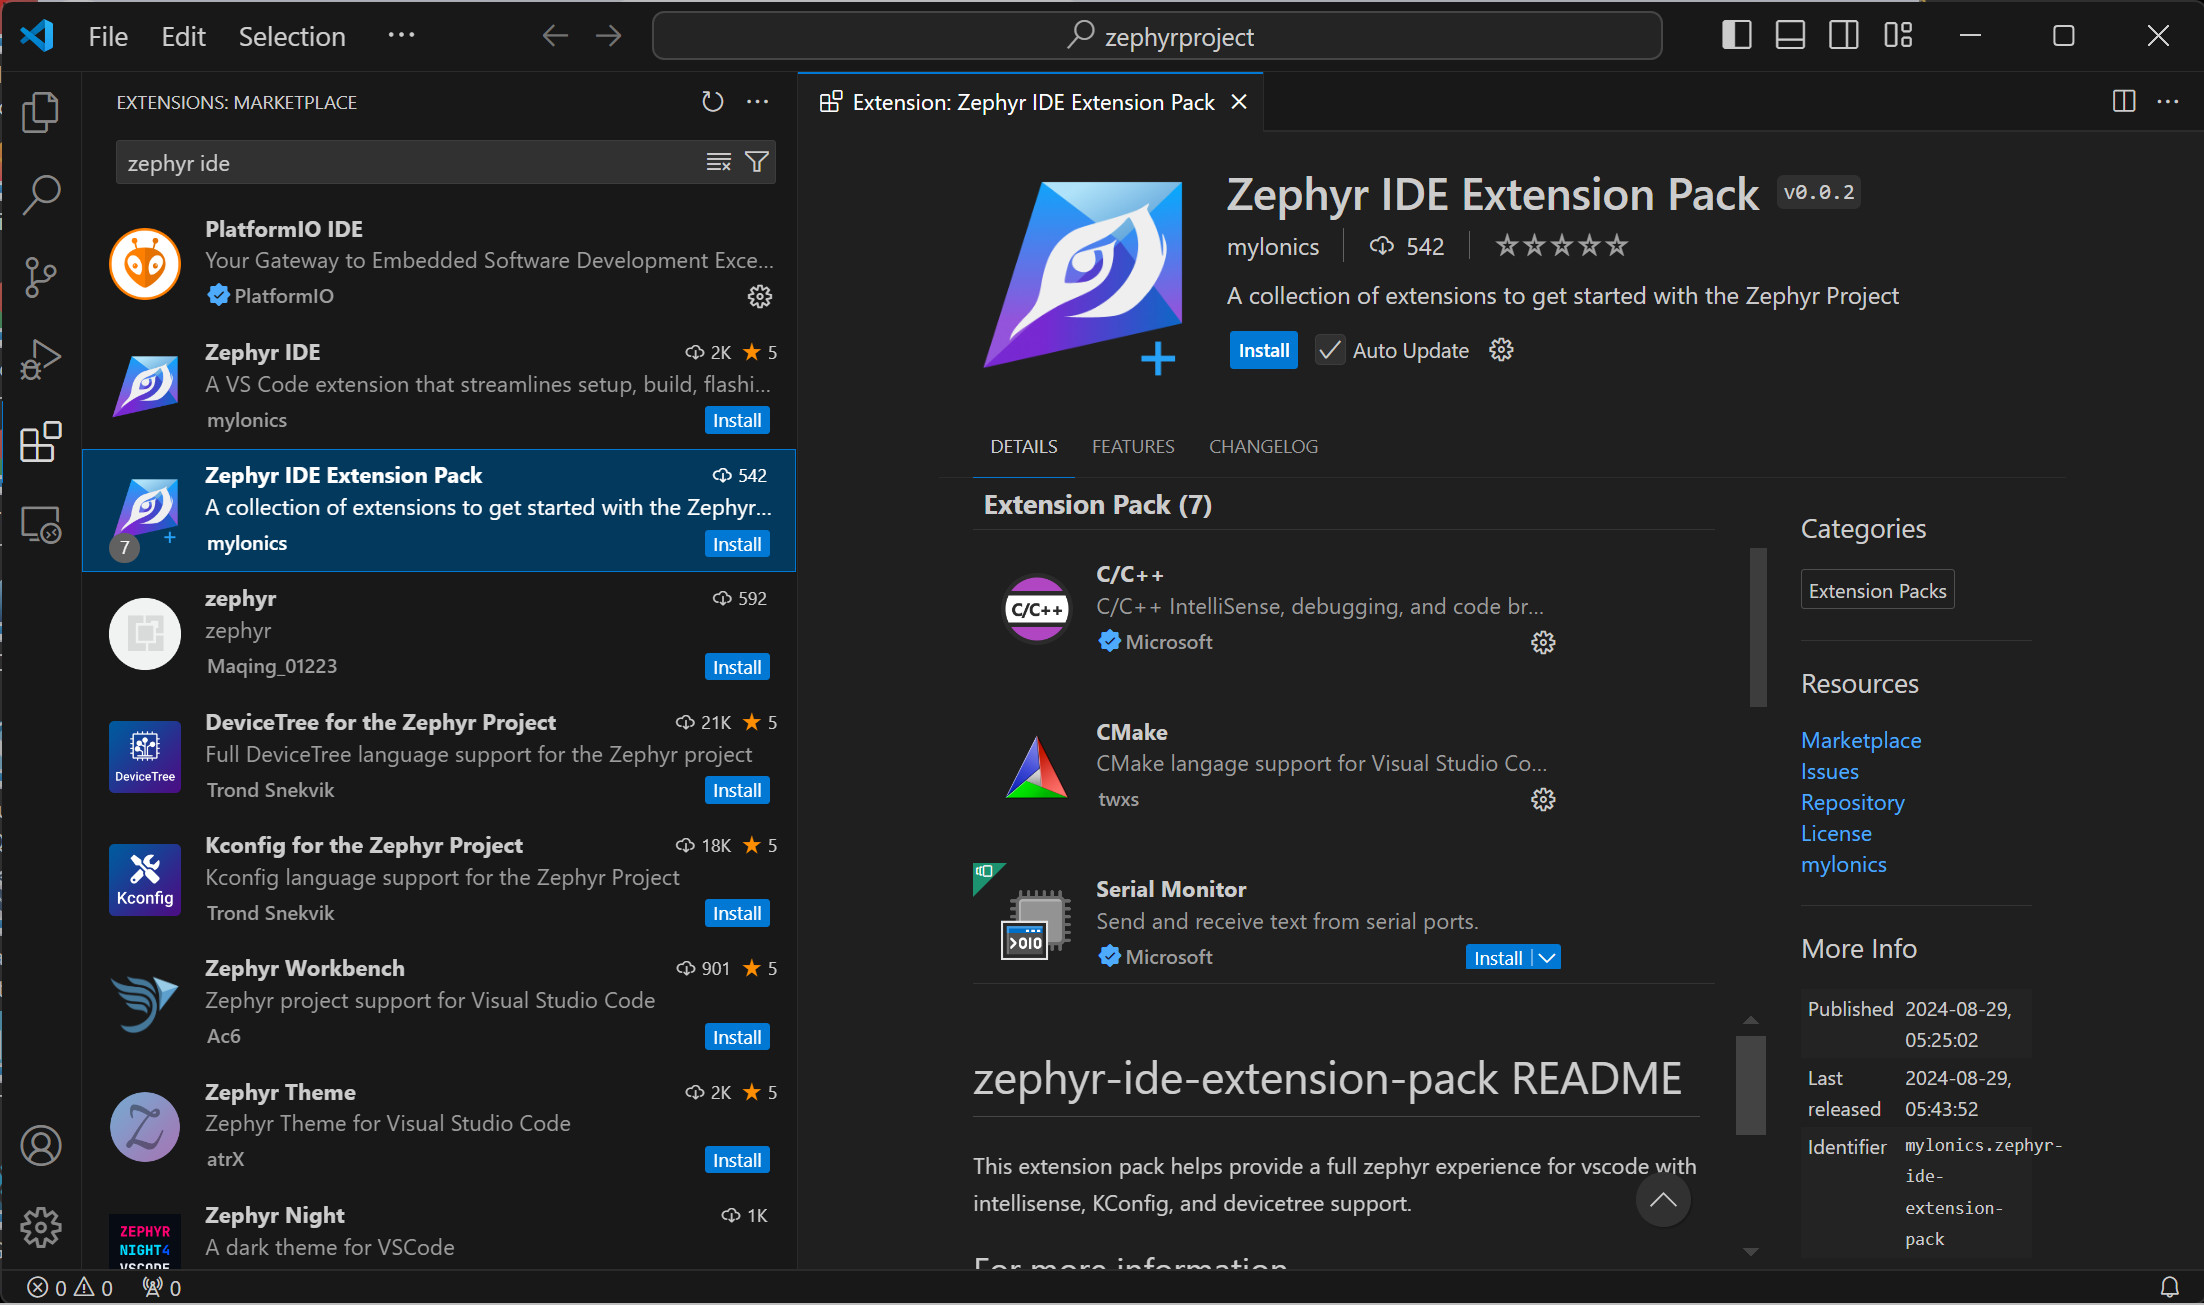 File Edit Selection ···
zephyrproject
EXTENSIONS: MARKETPLACE
zephyr ide
PlatformIO IDE
Your Gateway to Embedded Software Development Exce...
PlatformIO
Zephyr IDE 2K ★ 5
A VS Code extension that streamlines setup, build, flashi...
mylonics Install
Zephyr IDE Extension Pack 542
A collection of extensions to get started with the Zephyr...
7 mylonics Install
zephyr 592
zephyr
Maqing_01223 Install
DeviceTree for the Zephyr Project 21K ★ 5
Full DeviceTree language support for the Zephyr project
DeviceTree
Trond Snekvik Install
Kconfig for the Zephyr Project 18K ★ 5
Kconfig language support for the Zephyr Project
Kconfig
Trond Snekvik Install
Zephyr Workbench 901 ★ 5
Zephyr project support for Visual Studio Code
Ac6 Install
Zephyr Theme 2K ★ 5
Zephyr Theme for Visual Studio Code
Z
atrX Install
Zephyr Night 1K
A dark theme for VSCode
ZEPHYR
NIGHT4
VSCODE
0 0 0
Extension: Zephyr IDE Extension Pack
Zephyr IDE Extension Pack v0.0.2
mylonics 542 ☆☆☆☆☆
A collection of extensions to get started with the Zephyr Project
Install Auto Update
DETAILS FEATURES CHANGELOG
Extension Pack (7)
C/C++
C/C++
C/C++ IntelliSense, debugging, and code br...
Microsoft
CMake
CMake langage support for Visual Studio Co...
twxs
Serial Monitor
Send and receive text from serial ports.
>010
Microsoft Install
zephyr-ide-extension-pack README
This extension pack helps provide a full zephyr experience for vscode with
intellisense, KConfig, and devicetree support.
For more information
Categories
Extension Packs
Resources
Marketplace
Issues
Repository
License
mylonics
More Info
Published 2024-08-29,
05:25:02
Last 2024-08-29,
released 05:43:52
Identifier mylonics.zephyr-
ide-
extension-
pack